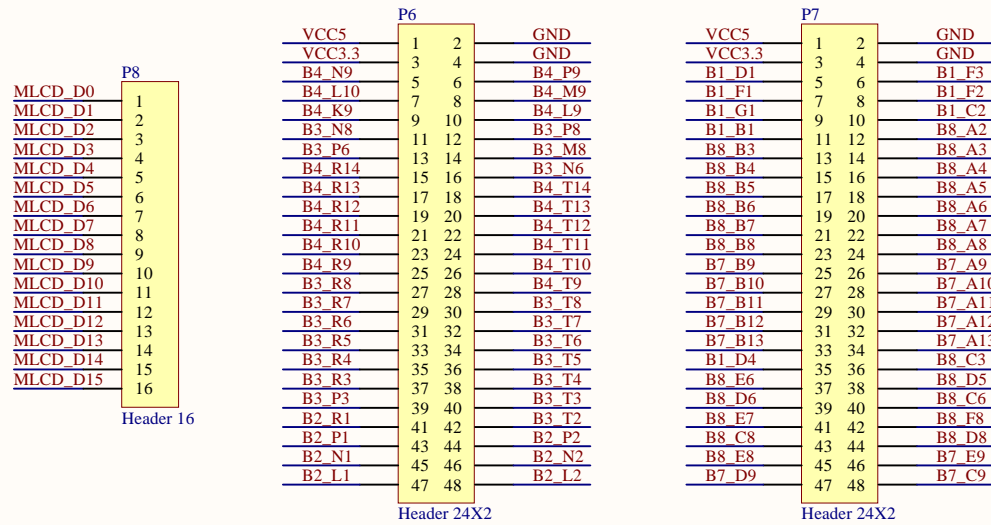 P8
MLCD_D0 1
MLCD_D1 2
MLCD_D2 3
MLCD_D3 4
MLCD_D4 5
MLCD_D5 6
MLCD_D6 7
MLCD_D7 8
MLCD_D8 9
MLCD_D9 10
MLCD_D10 11
MLCD_D11 12
MLCD_D12 13
MLCD_D13 14
MLCD_D14 15
MLCD_D15 16
Header 16
P6
VCC5 1 2 GND
VCC3.3 3 4 GND
B4_N9 5 6 B4_P9
B4_L10 7 8 B4_M9
B4_K9 9 10 B4_L9
B3_N8 11 12 B3_P8
B3_P6 13 14 B3_M8
B4_R14 15 16 B3_N6
B4_R13 17 18 B4_T14
B4_R12 19 20 B4_T13
B4_R11 21 22 B4_T12
B4_R10 23 24 B4_T11
B4_R9 25 26 B4_T10
B3_R8 27 28 B4_T9
B3_R7 29 30 B3_T8
B3_R6 31 32 B3_T7
B3_R5 33 34 B3_T6
B3_R4 35 36 B3_T5
B3_R3 37 38 B3_T4
B3_P3 39 40 B3_T3
B2_R1 41 42 B3_T2
B2_P1 43 44 B2_P2
B2_N1 45 46 B2_N2
B2_L1 47 48 B2_L2
Header 24X2
P7
VCC5 1 2 GND
VCC3.3 3 4 GND
B1_D1 5 6 B1_F3
B1_F1 7 8 B1_F2
B1_G1 9 10 B1_C2
B1_B1 11 12 B8_A2
B8_B3 13 14 B8_A3
B8_B4 15 16 B8_A4
B8_B5 17 18 B8_A5
B8_B6 19 20 B8_A6
B8_B7 21 22 B8_A7
B8_B8 23 24 B8_A8
B7_B9 25 26 B7_A9
B7_B10 27 28 B7_A10
B7_B11 29 30 B7_A11
B7_B12 31 32 B7_A12
B7_B13 33 34 B7_A13
B1_D4 35 36 B8_C3
B8_E6 37 38 B8_D5
B8_D6 39 40 B8_C6
B8_E7 41 42 B8_F8
B8_C8 43 44 B8_D8
B8_E8 45 46 B7_E9
B7_D9 47 48 B7_C9
Header 24X2